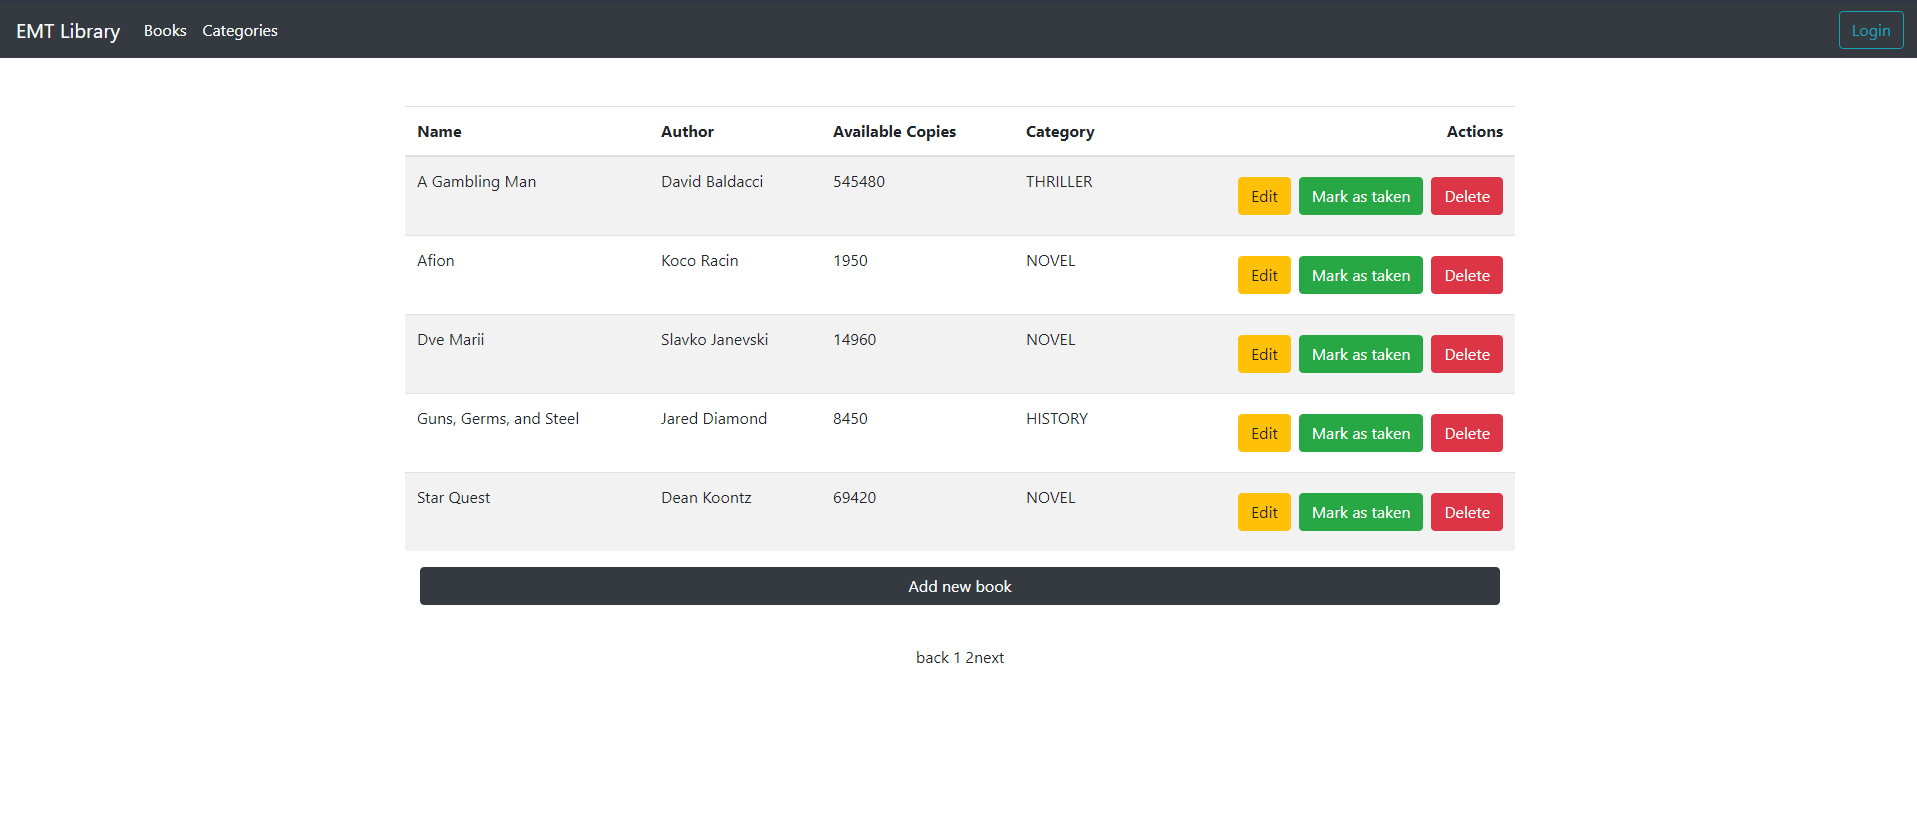 EMT Library Books Categories Login
Name Author Available Copies Category Actions
A Gambling Man David Baldacci 545480 THRILLER Edit Mark as taken Delete
Afion Koco Racin 1950 NOVEL Edit Mark as taken Delete
Dve Marii Slavko Janevski 14960 NOVEL Edit Mark as taken Delete
Guns, Germs, and Steel Jared Diamond 8450 HISTORY Edit Mark as taken Delete
Star Quest Dean Koontz 69420 NOVEL Edit Mark as taken Delete
Add new book
back 1 2next